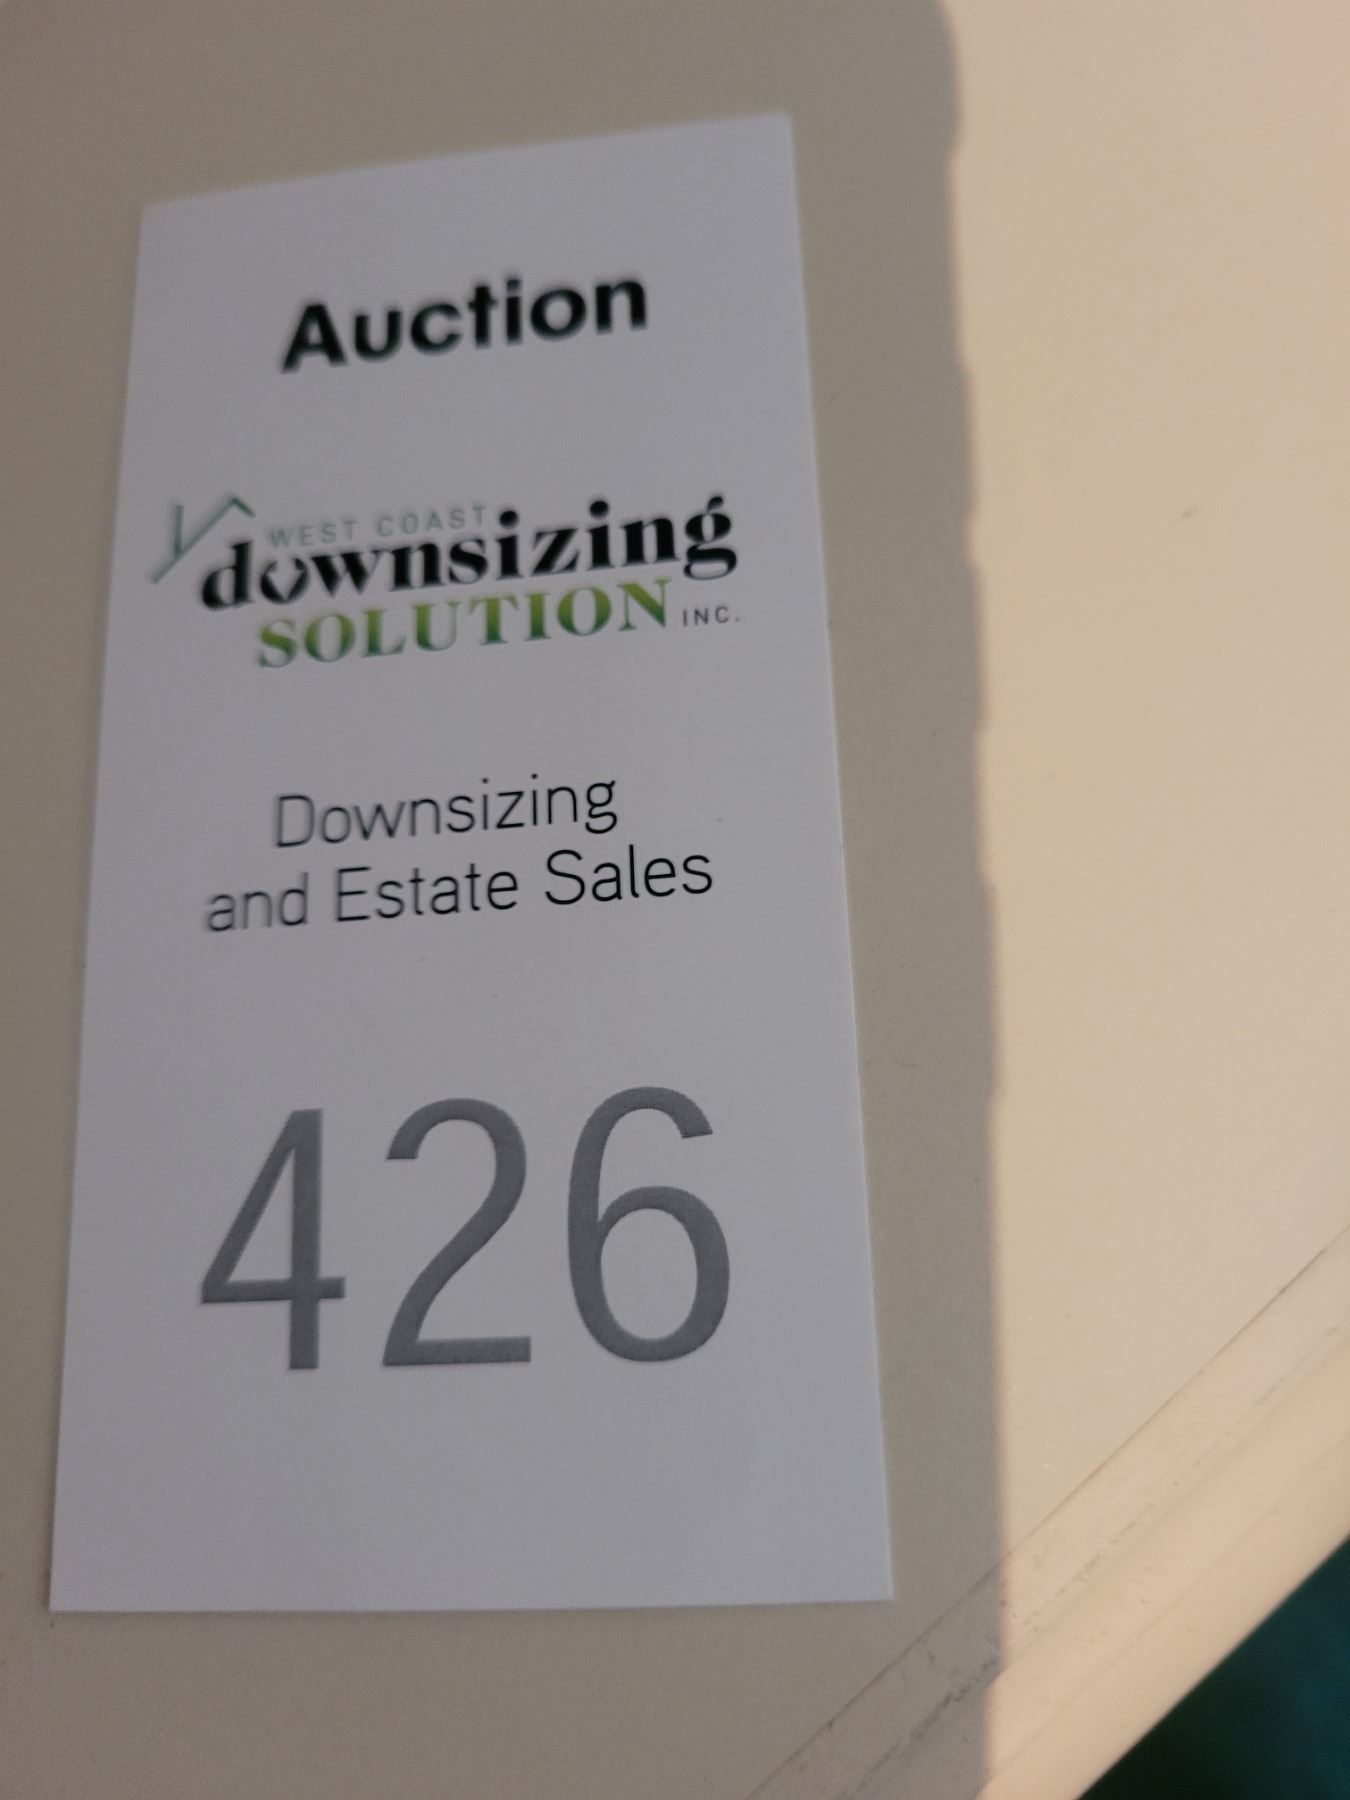 Auction
WEST COAST
downsizing
SOLUTION INC.
Downsizing
and Estate Sales
426